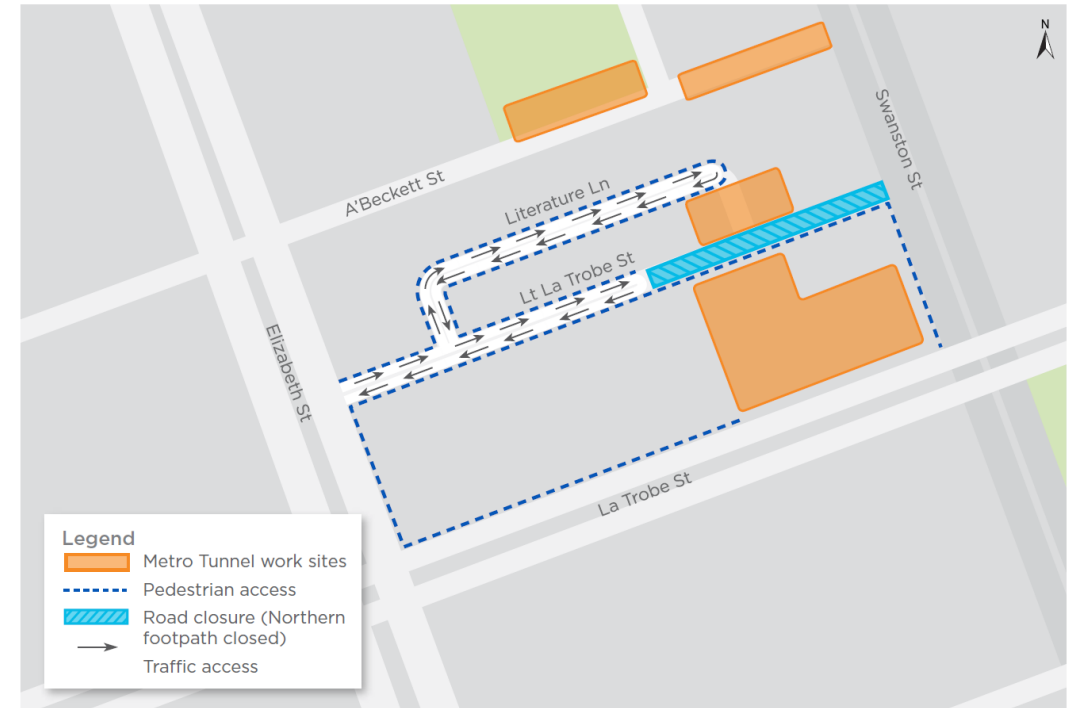 N
Swanston St
A'Beckett St
Literature Ln
Lt La Trobe St
Elizabeth St
La Trobe St
Legend
Metro Tunnel work sites
Pedestrian access
Road closure (Northern
footpath closed)
Traffic access